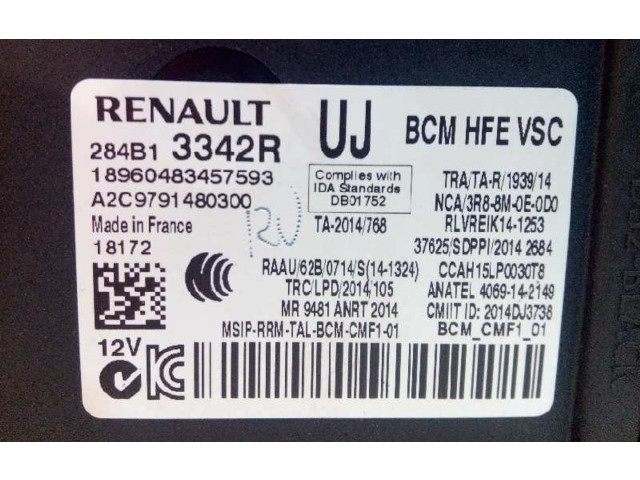 RENAULT UJ BCM HFE VSC
284B1 3342R
18960483457593
A2C9791480300
Made in France
18172
Complies with
IDA Standards
DB01752
TA-2014/768
TRA/TA-R/1939/14
NCA/3R8-8M-0E-0D0
RLVREIK14-1253
37625/SDPPI/2014 2684
RAAU/62B/0714/S(14-1324) CCAH15LP0030T8
TRC/LPD/2014/105 ANATEL 4069-14-2149
MR 9481 ANRT 2014 CMIIT ID: 2014DJ3738
MSIP-RRM-TAL-BCM-CMF1-01 BCM_CMF1_01
12V